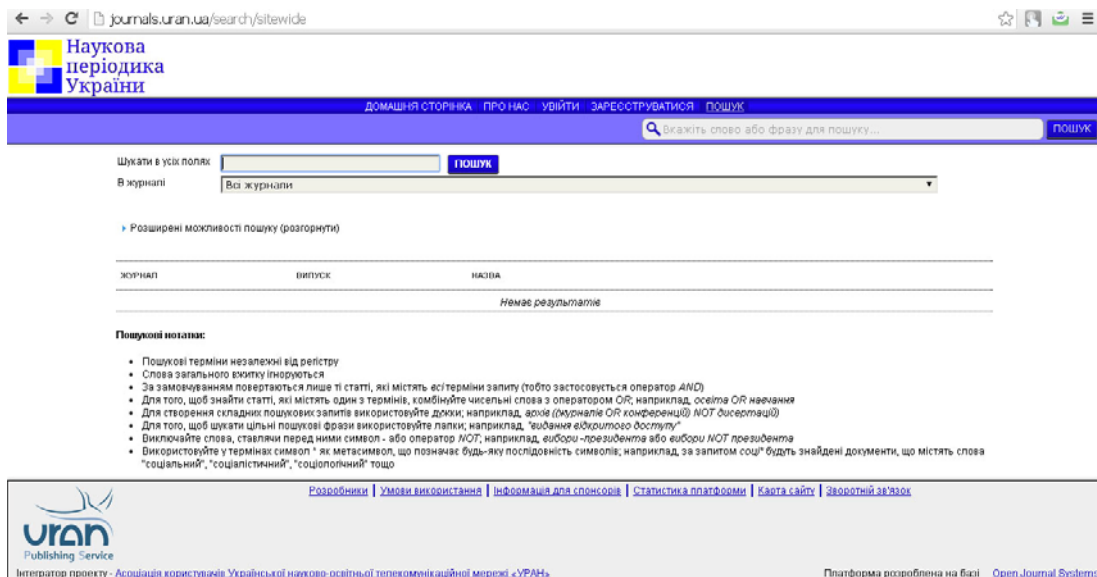 journals.uran.ua/search/sitewide
Наукова
періодика
України
ДОМАШНЯ СТОРІНКА ПРО НАС УВІЙТИ ЗАРЕЄСТРУВАТИСЯ ПОШУК
Вкажіть слово або фразу для пошуку...
ПОШУК
Шукати в усіх полях
ПОШУК
В журналі
Всі журнали
Розширені можливості пошуку (розгорнути)
ЖУРНАЛ ВИПУСК НАЗВА
Немає результатів
Пошукові нотатки:
• Пошукові терміни незалежні від регістру
• Слова загального вжитку ігноруються
• За замовчуванням повертаються лише ті статті, які містять всі терміни запиту (тобто застосовується оператор AND)
• Для того, щоб знайти статті, які містять один з термінів, комбінуйте чисельні слова з оператором OR; наприклад, освіта OR навчання
• Для створення складних пошукових запитів використовуйте дужки; наприклад, архів ((журналів OR конференцій) NOT дисертацій)
• Для того, щоб шукати цільні пошукові фрази використовуйте лапки; наприклад, "видання відкритого доступу"
• Виключайте слова, ставлячи перед ними символ - або оператор NOT; наприклад, вибори -президента або вибори NOT президента
• Використовуйте у термінах символ * як метасимвол, що позначає будь-яку послідовність символів; наприклад, за запитом соці* будуть знайдені документи, що містять слова
"соціальний", "соціалістичний", "соціологічний" тощо
Розробники | Умови використання | Інформація для спонсорів | Статистика платформи | Карта сайту | Зворотній зв'язок
uran
Publishing Service
Інтегратор проекту - Асоціація користувачів Української науково-освітньої телекомунікаційної мережі «УРАН»
Платформа розроблена на базі Open Journal Systems